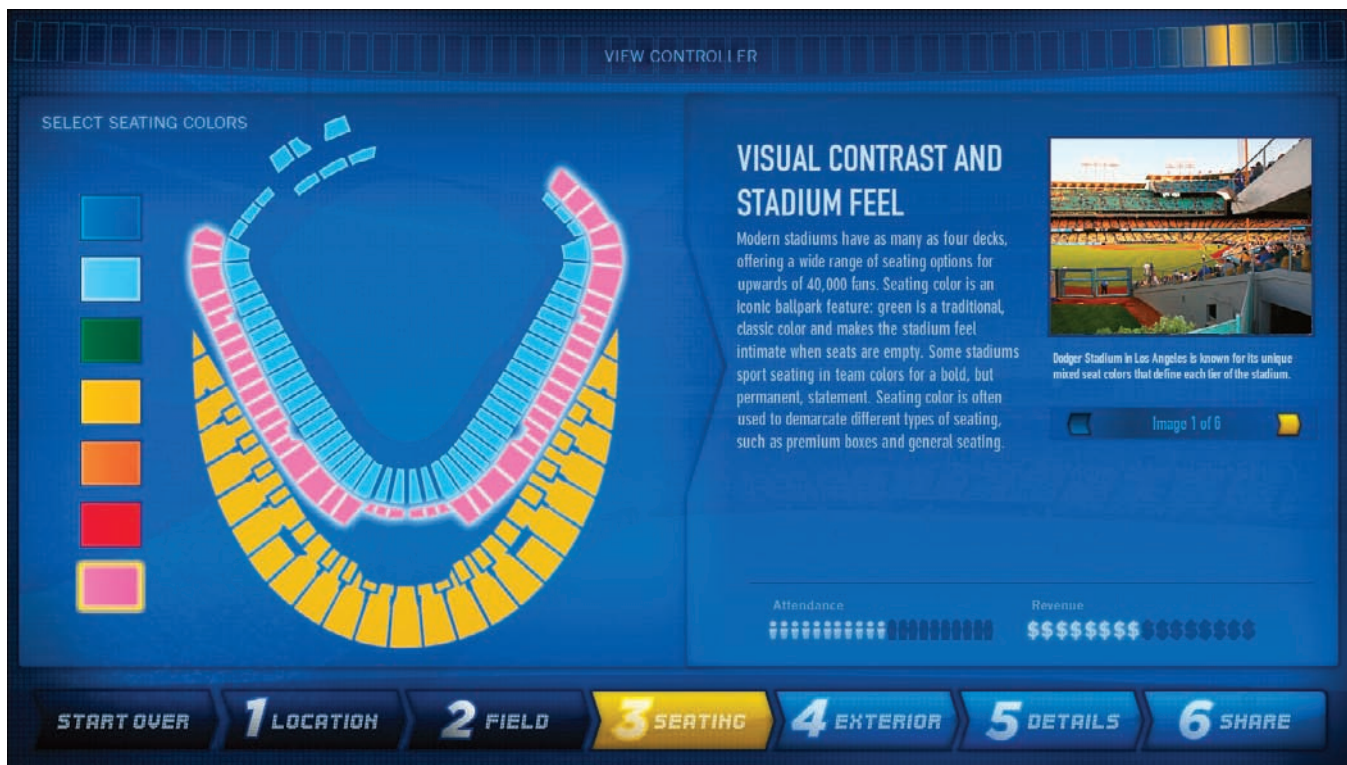 VIEW CONTROLLER
SELECT SEATING COLORS
VISUAL CONTRAST AND
STADIUM FEEL
Modern stadiums have as many as four decks,
offering a wide range of seating options for
upwards of 40,000 fans. Seating color is an
iconic ballpark feature: green is a traditional,
classic color and makes the stadium feel
intimate when seats are empty. Some stadiums
sport seating in team colors for a bold, but
permanent, statement. Seating color is often
used to demarcate different types of seating,
such as premium boxes and general seating.
Dodger Stadium in Los Angeles is known for its unique
mixed seat colors that define each tier of the stadium.
Image 1 of 6
Attendance
Revenue
$$$$$$$$$$$$$$$$
START OVER
1 LOCATION
2 FIELD
3 SEATING
4 EXTERIOR
5 DETAILS
6 SHARE